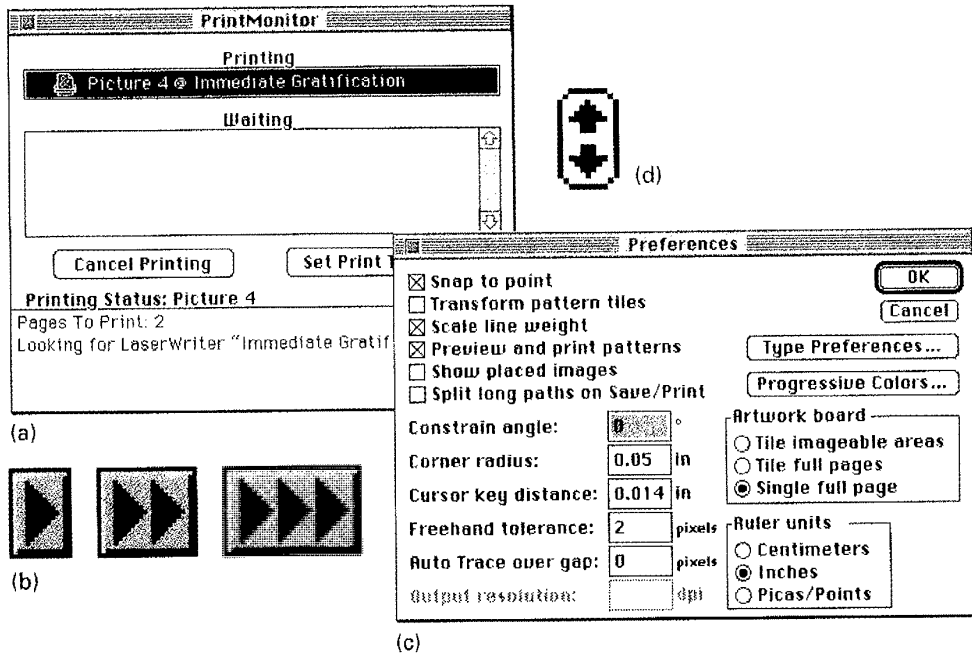 PrintMonitor
Printing
Picture 4 @ Immediate Gratification
Waiting
Cancel Printing
Set Print T
Printing Status: Picture 4
Pages To Print: 2
Looking for LaserWriter “Immediate Gratif
(a)
(b)
(d)
Preferences
Snap to point
Transform pattern tiles
Scale line weight
Preview and print patterns
Show placed images
Split long paths on Save/Print
OK
Cancel
Type Preferences...
Progressive Colors...
Constrain angle: 0 °
Corner radius: 0.05 in
Cursor key distance: 0.014 in
Freehand tolerance: 2 pixels
Auto Trace over gap: 0 pixels
Output resolution: dpi
Artwork board
Tile imageable areas
Tile full pages
Single full page
Ruler units
Centimeters
Inches
Picas/Points
(c)